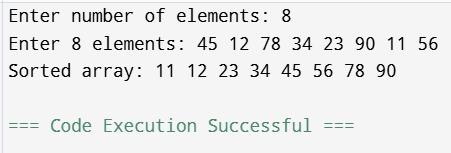 Enter number of elements: 8
Enter 8 elements: 45 12 78 34 23 90 11 56
Sorted array: 11 12 23 34 45 56 78 90
=== Code Execution Successful ===